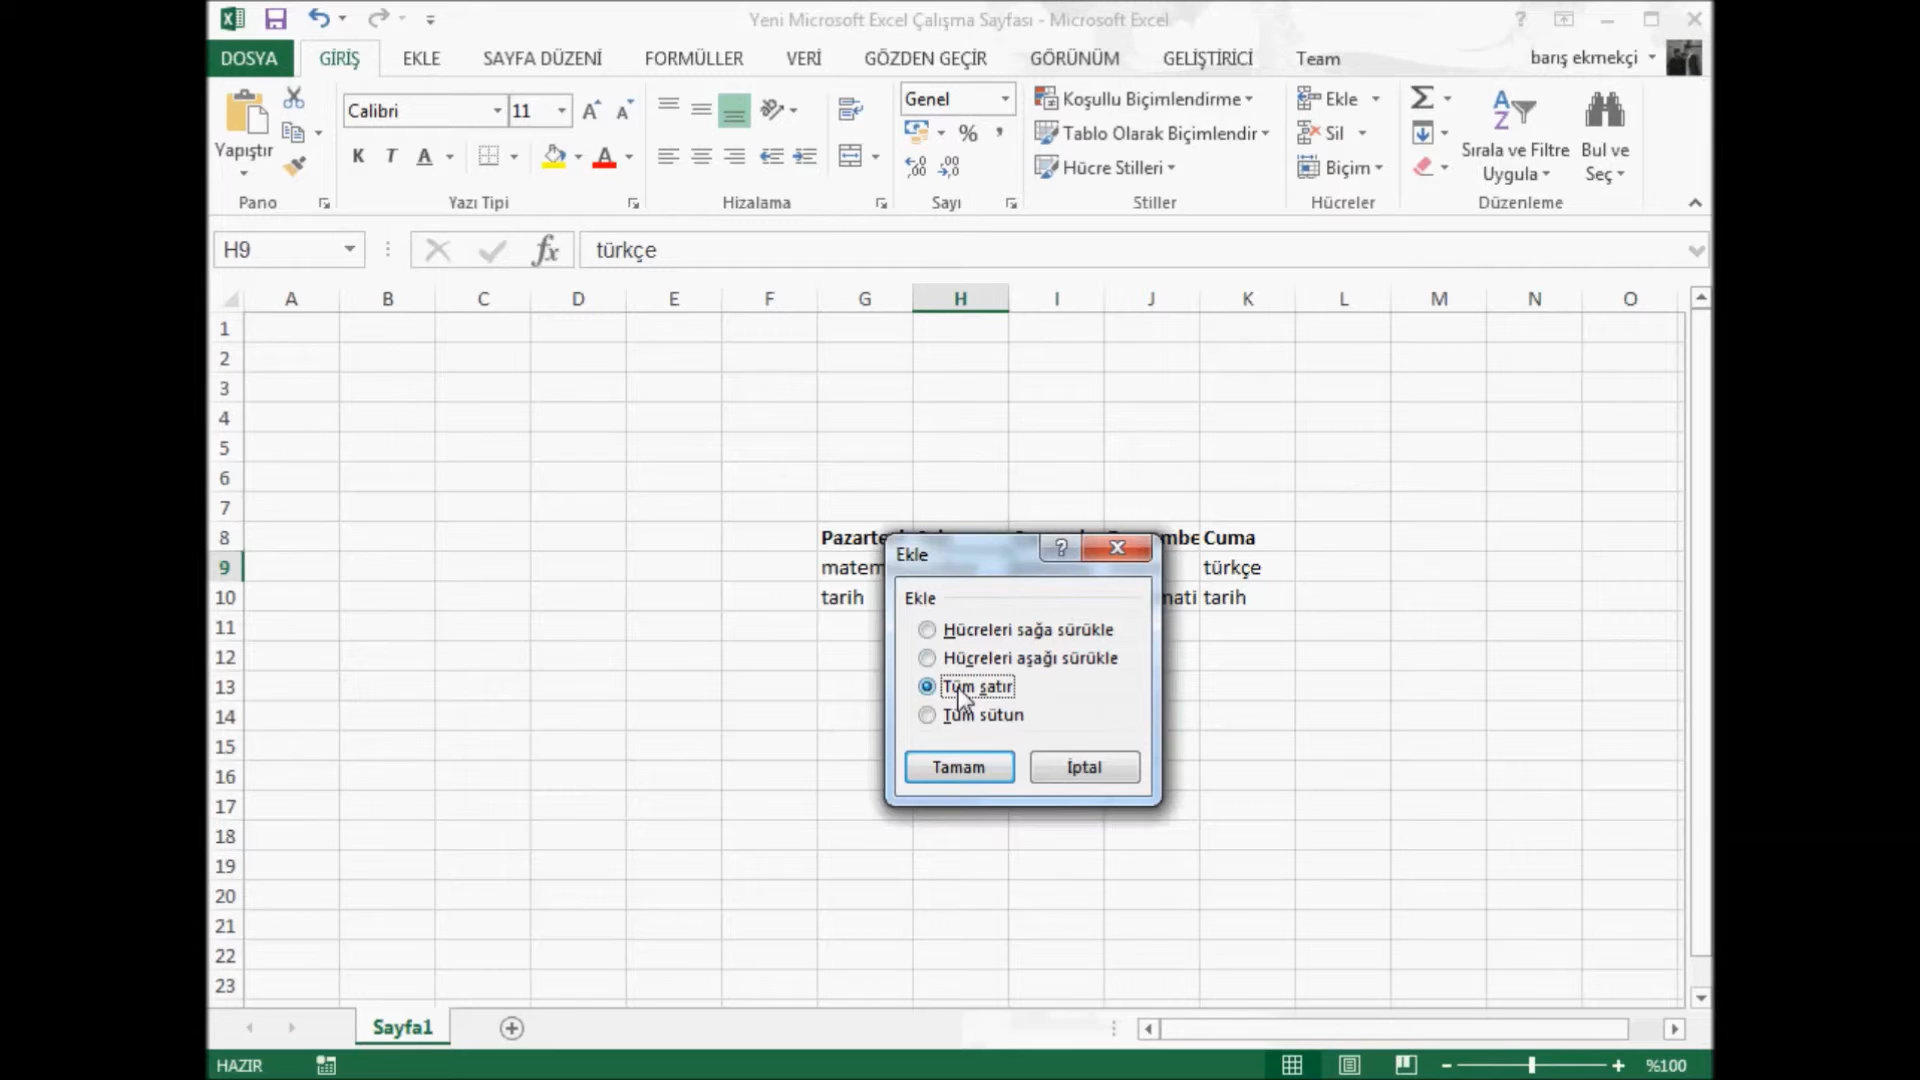 Yeni Microsoft Excel Çalışma Sayfası - Microsoft Excel
DOSYA GİRİŞ EKLE SAYFA DÜZENİ FORMÜLLER VERİ GÖZDEN GEÇİR GÖRÜNÜM GELİŞTİRİCİ Team barış ekmekçi
Calibri 11 Genel Koşullu Biçimlendirme Ekle
% Tablo Olarak Biçimlendir Sil
Yapıştır K T A Hücre Stilleri Biçim Sırala ve Filtre Uygula Bul ve Seç
Pano Yazı Tipi Hizalama Sayı Stiller Hücreler Düzenleme
H9 fx türkçe
A B C D E F G H I J K L M N O
1
2
3
4
5
6
7
8 Cuma
9 türkçe
10 tarih tarih
11
12
13
14
15
16
17
18
19
20
21
22
23
Ekle
Ekle
Hücreleri sağa sürükle
Hücreleri aşağı sürükle
Tüm satır
Tüm sütun
Tamam İptal
Sayfa1
HAZIR %100